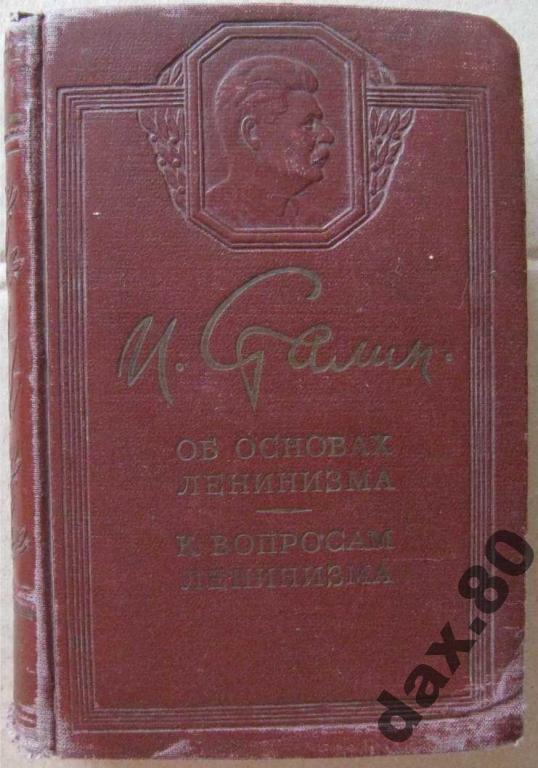 И. Сталин.
ОБ ОСНОВАХ
ЛЕНИНИЗМА
К ВОПРОСАМ
ЛЕНИНИЗМА
dax.80